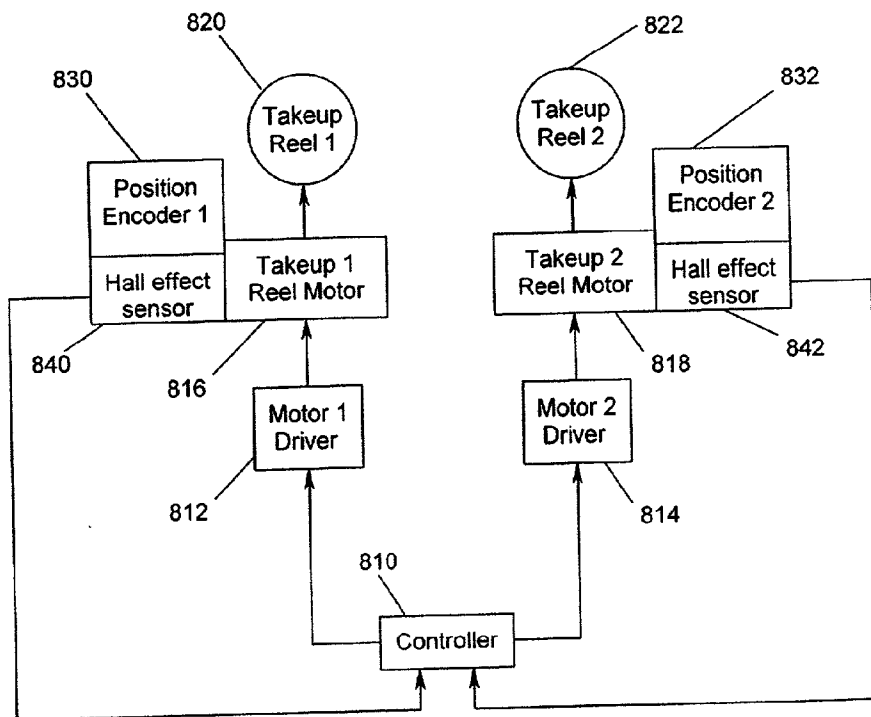 820
822
830
832
Takeup
Reel 1
Takeup
Reel 2
Position
Encoder 1
Position
Encoder 2
Hall effect
sensor
Takeup 1
Reel Motor
Takeup 2
Reel Motor
Hall effect
sensor
840
816
818
842
Motor 1
Driver
Motor 2
Driver
812
814
810
Controller